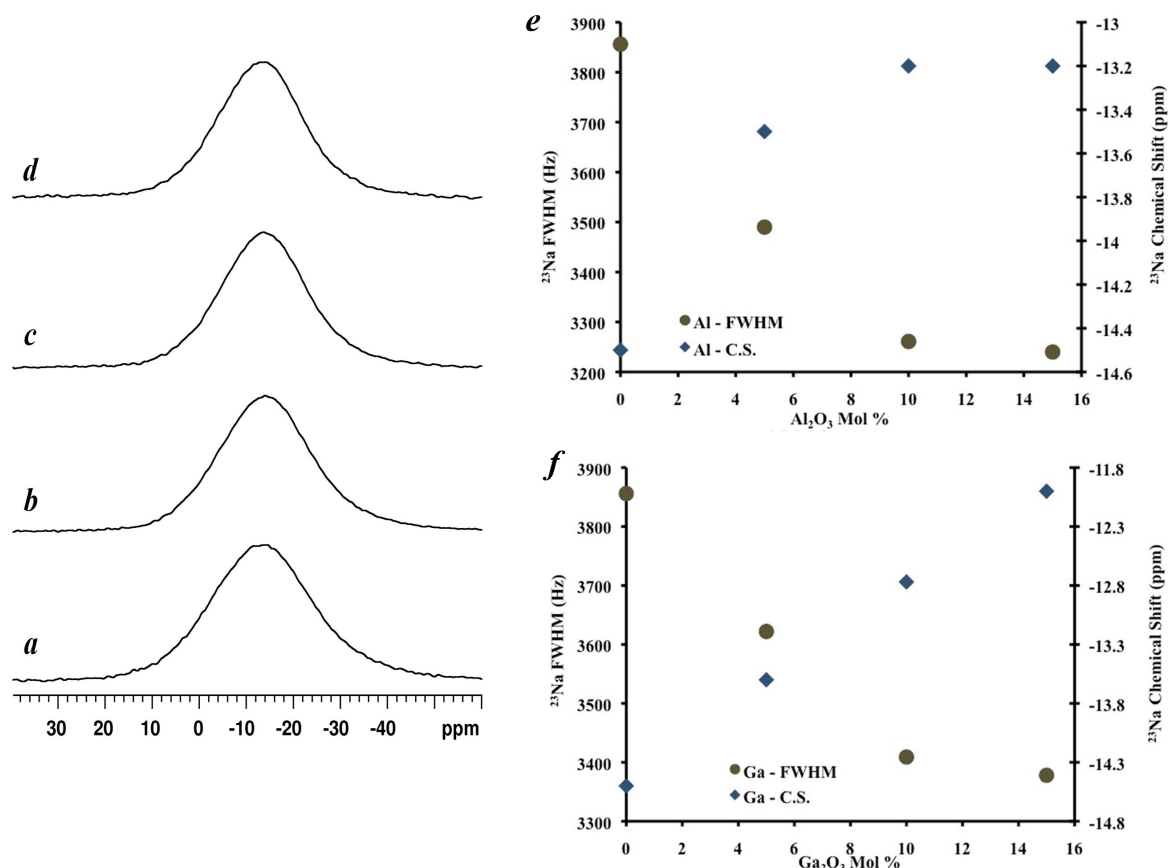 d
c
b
a
30 20 10 0 -10 -20 -30 -40 ppm
e
3900
3800
3700
3600
3500
3400
3300
3200
²³Na FWHM (Hz)
-13
-13.2
-13.4
-13.6
-13.8
-14
-14.2
-14.4
-14.6
²³Na Chemical Shift (ppm)
Al - FWHM
Al - C.S.
0 2 4 6 8 10 12 14 16
Al₂O₃ Mol %
f
3900
3800
3700
3600
3500
3400
3300
²³Na FWHM (Hz)
-11.8
-12.3
-12.8
-13.3
-13.8
-14.3
-14.8
²³Na Chemical Shift (ppm)
Ga - FWHM
Ga - C.S.
0 2 4 6 8 10 12 14 16
Ga₂O₃ Mol %